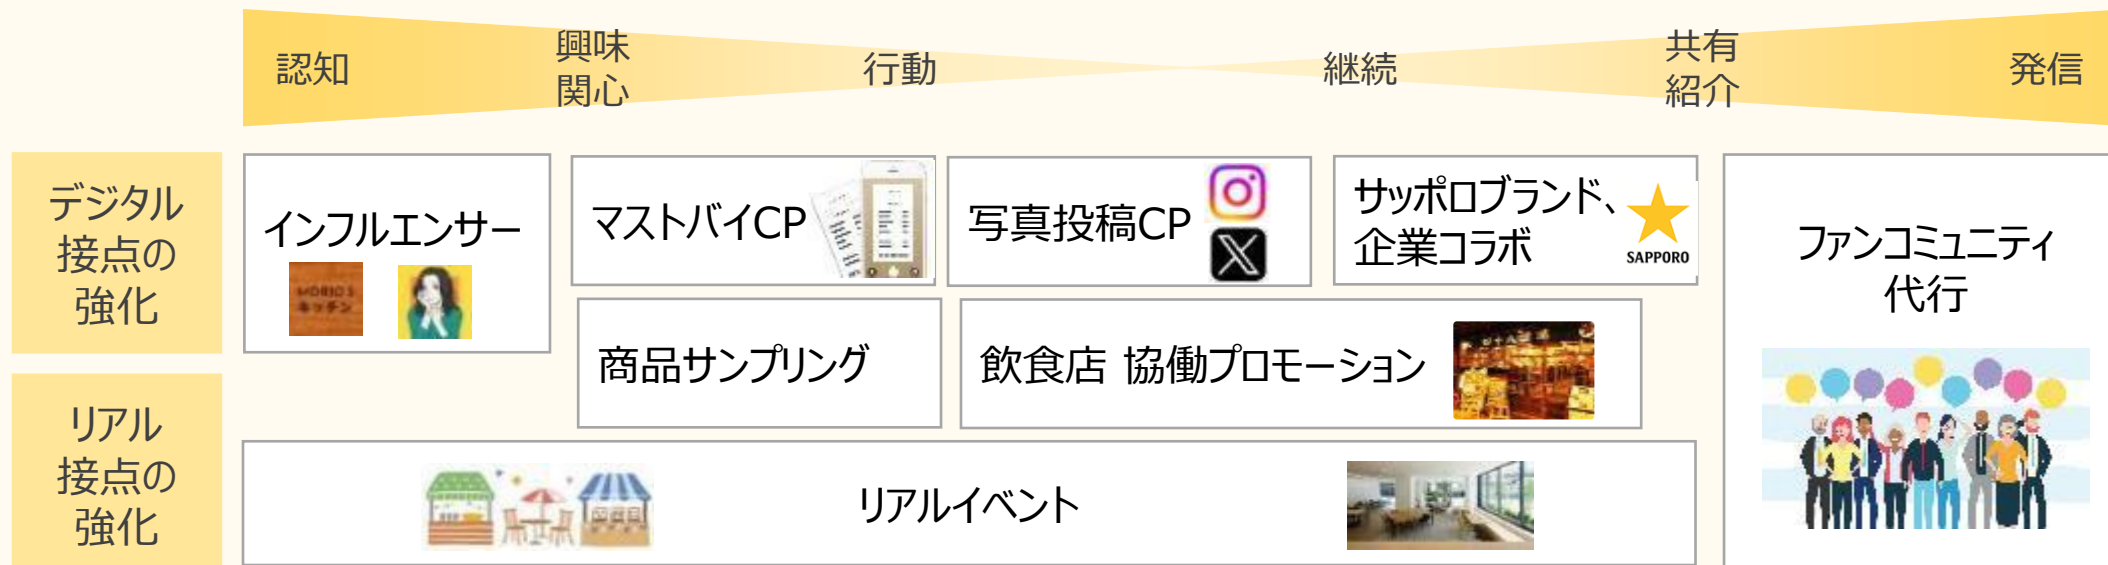 認知
興味
関心
行動
継続
共有
紹介
発信
デジタル
接点の
強化
インフルエンサー
MORIO'S
キッチン
マストバイCP
写真投稿CP
サッポロブランド、
企業コラボ
SAPPORO
ファンコミュニティ
代行
商品サンプリング
飲食店 協働プロモーション
リアル
接点の
強化
リアルイベント